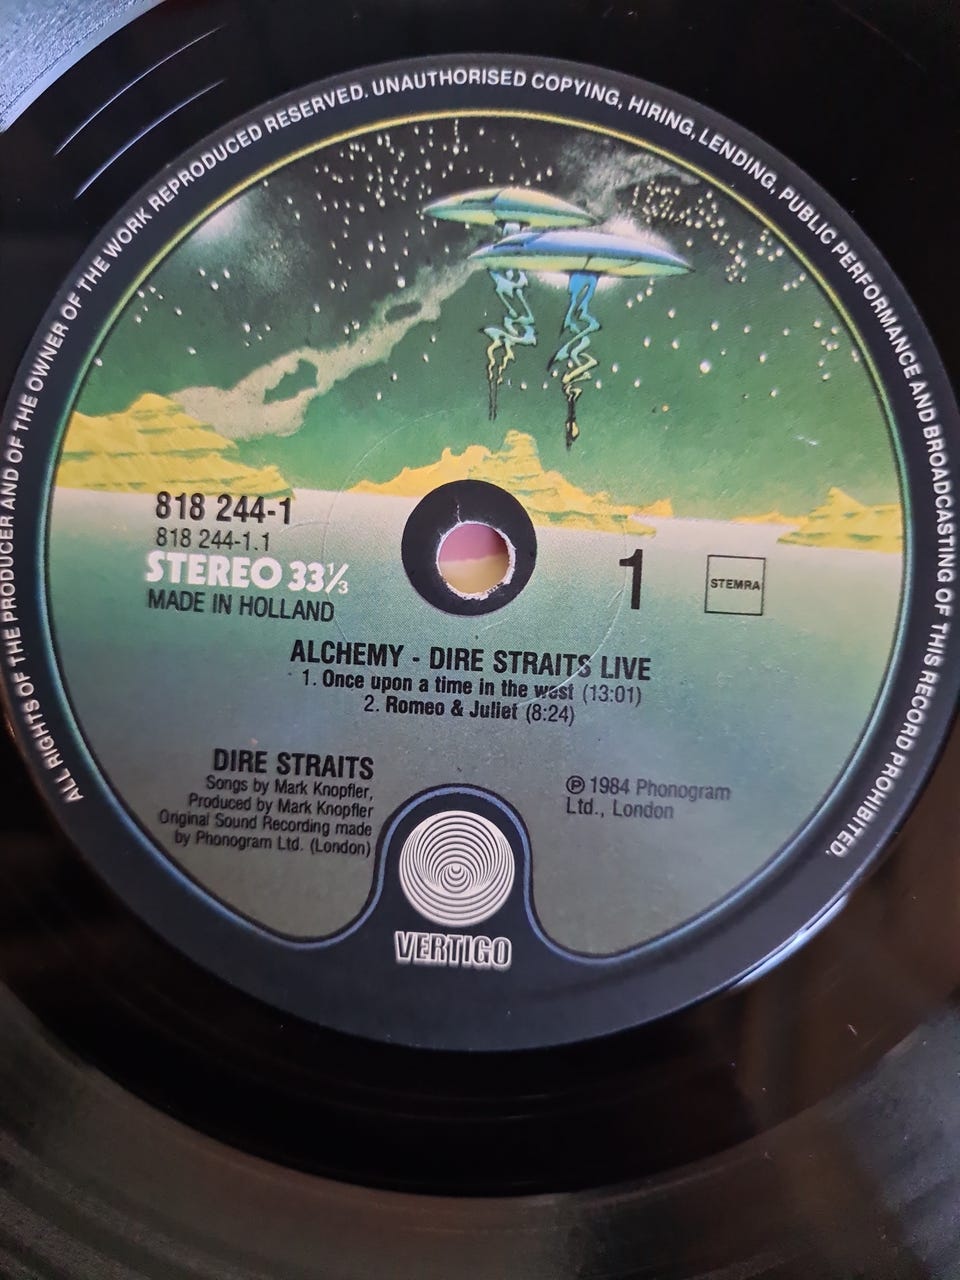 ALL RIGHTS OF THE PRODUCER AND OF THE OWNER OF THE WORK REPRODUCED RESERVED. UNAUTHORISED COPYING, HIRING, LENDING, PUBLIC PERFORMANCE AND BROADCASTING OF THIS RECORD PROHIBITED.
818 244-1
818 244-1.1
STEREO 33⅓
MADE IN HOLLAND
1
STEMRA
ALCHEMY - DIRE STRAITS LIVE
1. Once upon a time in the west (13:01)
2. Romeo & Juliet (8:24)
DIRE STRAITS
Songs by Mark Knopfler,
Produced by Mark Knopfler
Original Sound Recording made
by Phonogram Ltd. (London)
℗ 1984 Phonogram
Ltd., London
VERTIGO